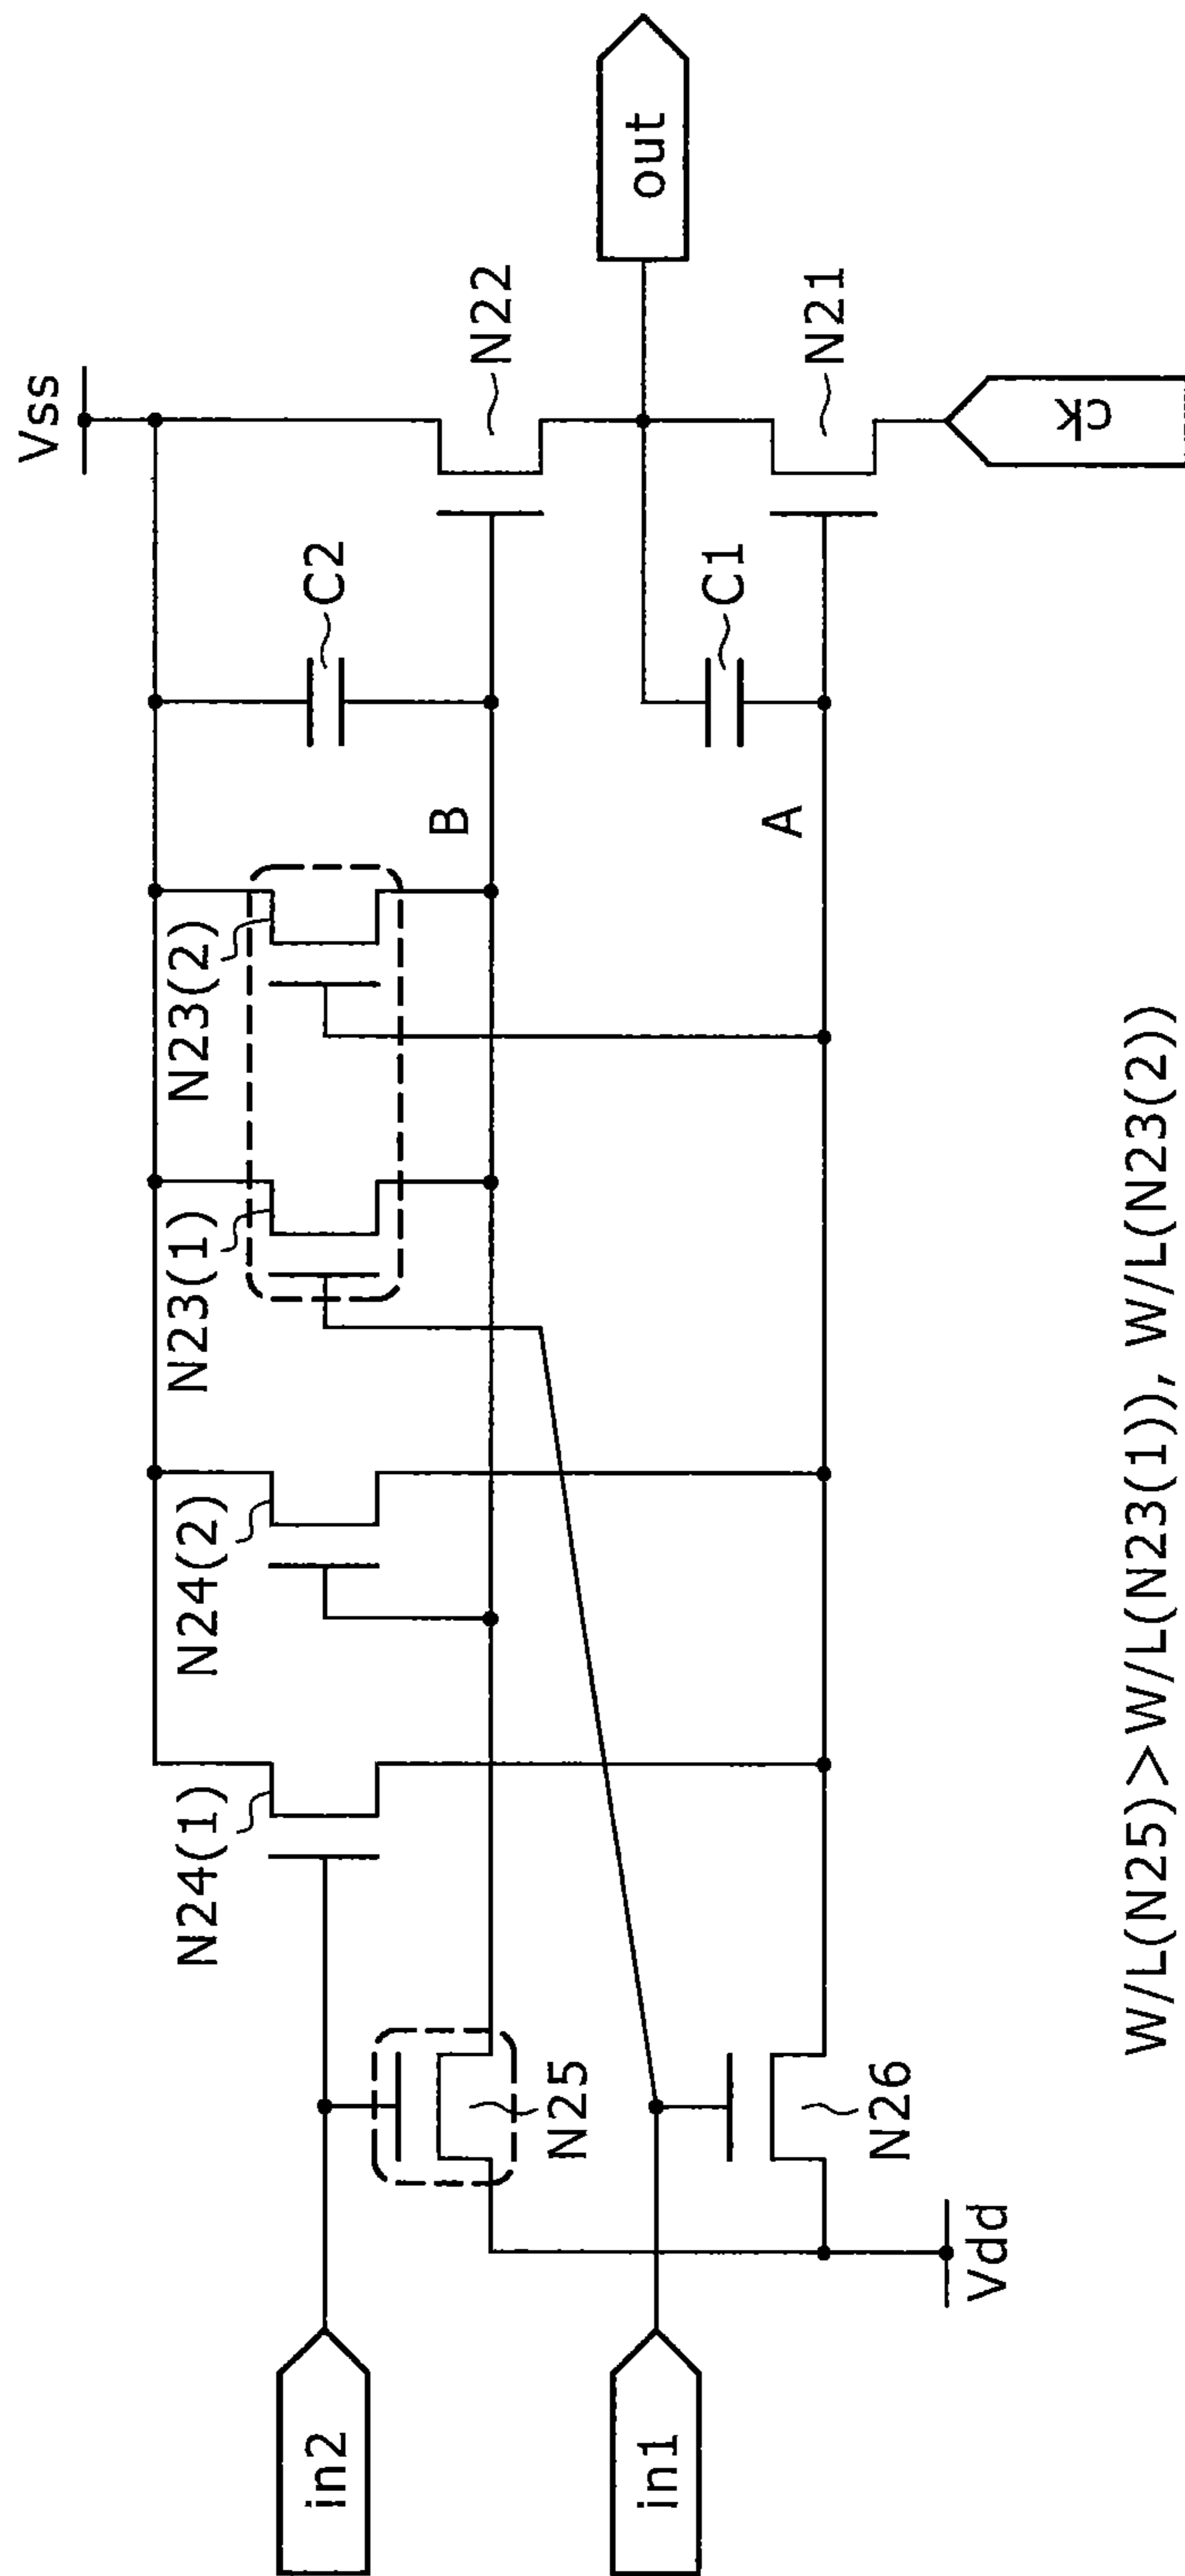 Vss
out
N22
N21
ck
C2
C1
B
A
N23(2)
N23(1)
N24(2)
N24(1)
N25
N26
Vdd
in2
in1
W/L(N25)>W/L(N23(1)), W/L(N23(2))